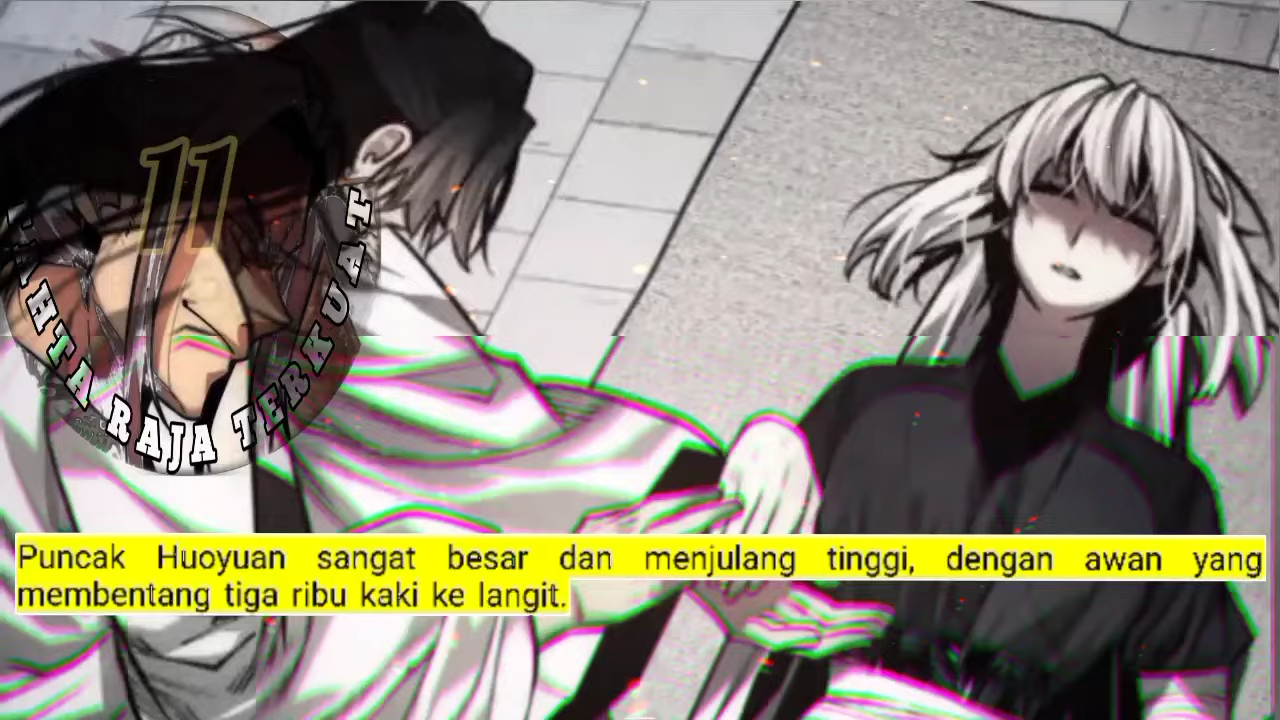 11
TAHTA RAJA TERKUAT
Puncak Huoyuan sangat besar dan menjulang tinggi, dengan awan yang
membentang tiga ribu kaki ke langit.